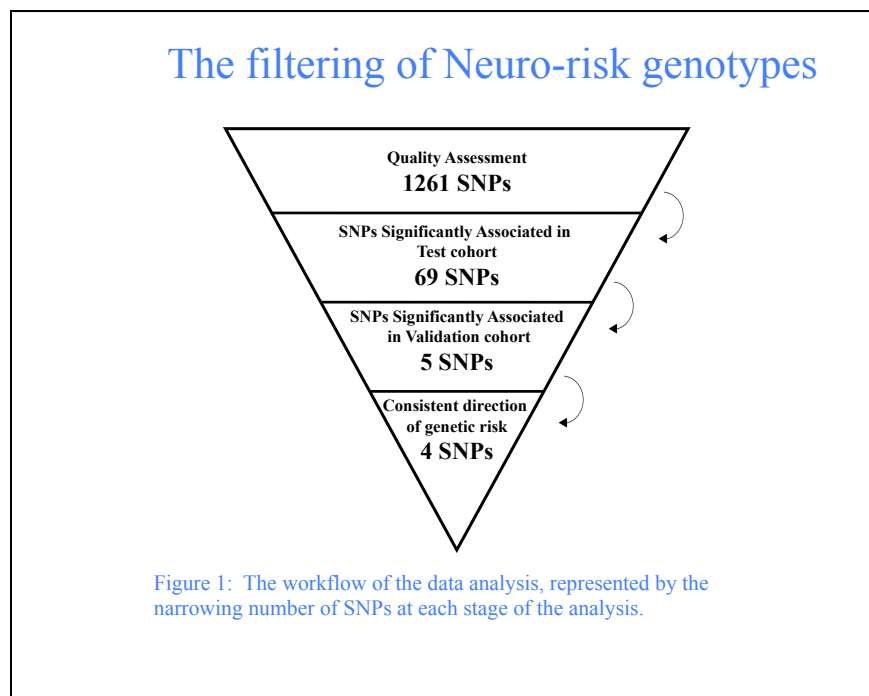 The filtering of Neuro-risk genotypes
Quality Assessment
1261 SNPs
SNPs Significantly Associated in
Test cohort
69 SNPs
SNPs Significantly Associated
in Validation cohort
5 SNPs
Consistent direction
of genetic risk
4 SNPs
Figure 1: The workflow of the data analysis, represented by the
narrowing number of SNPs at each stage of the analysis.